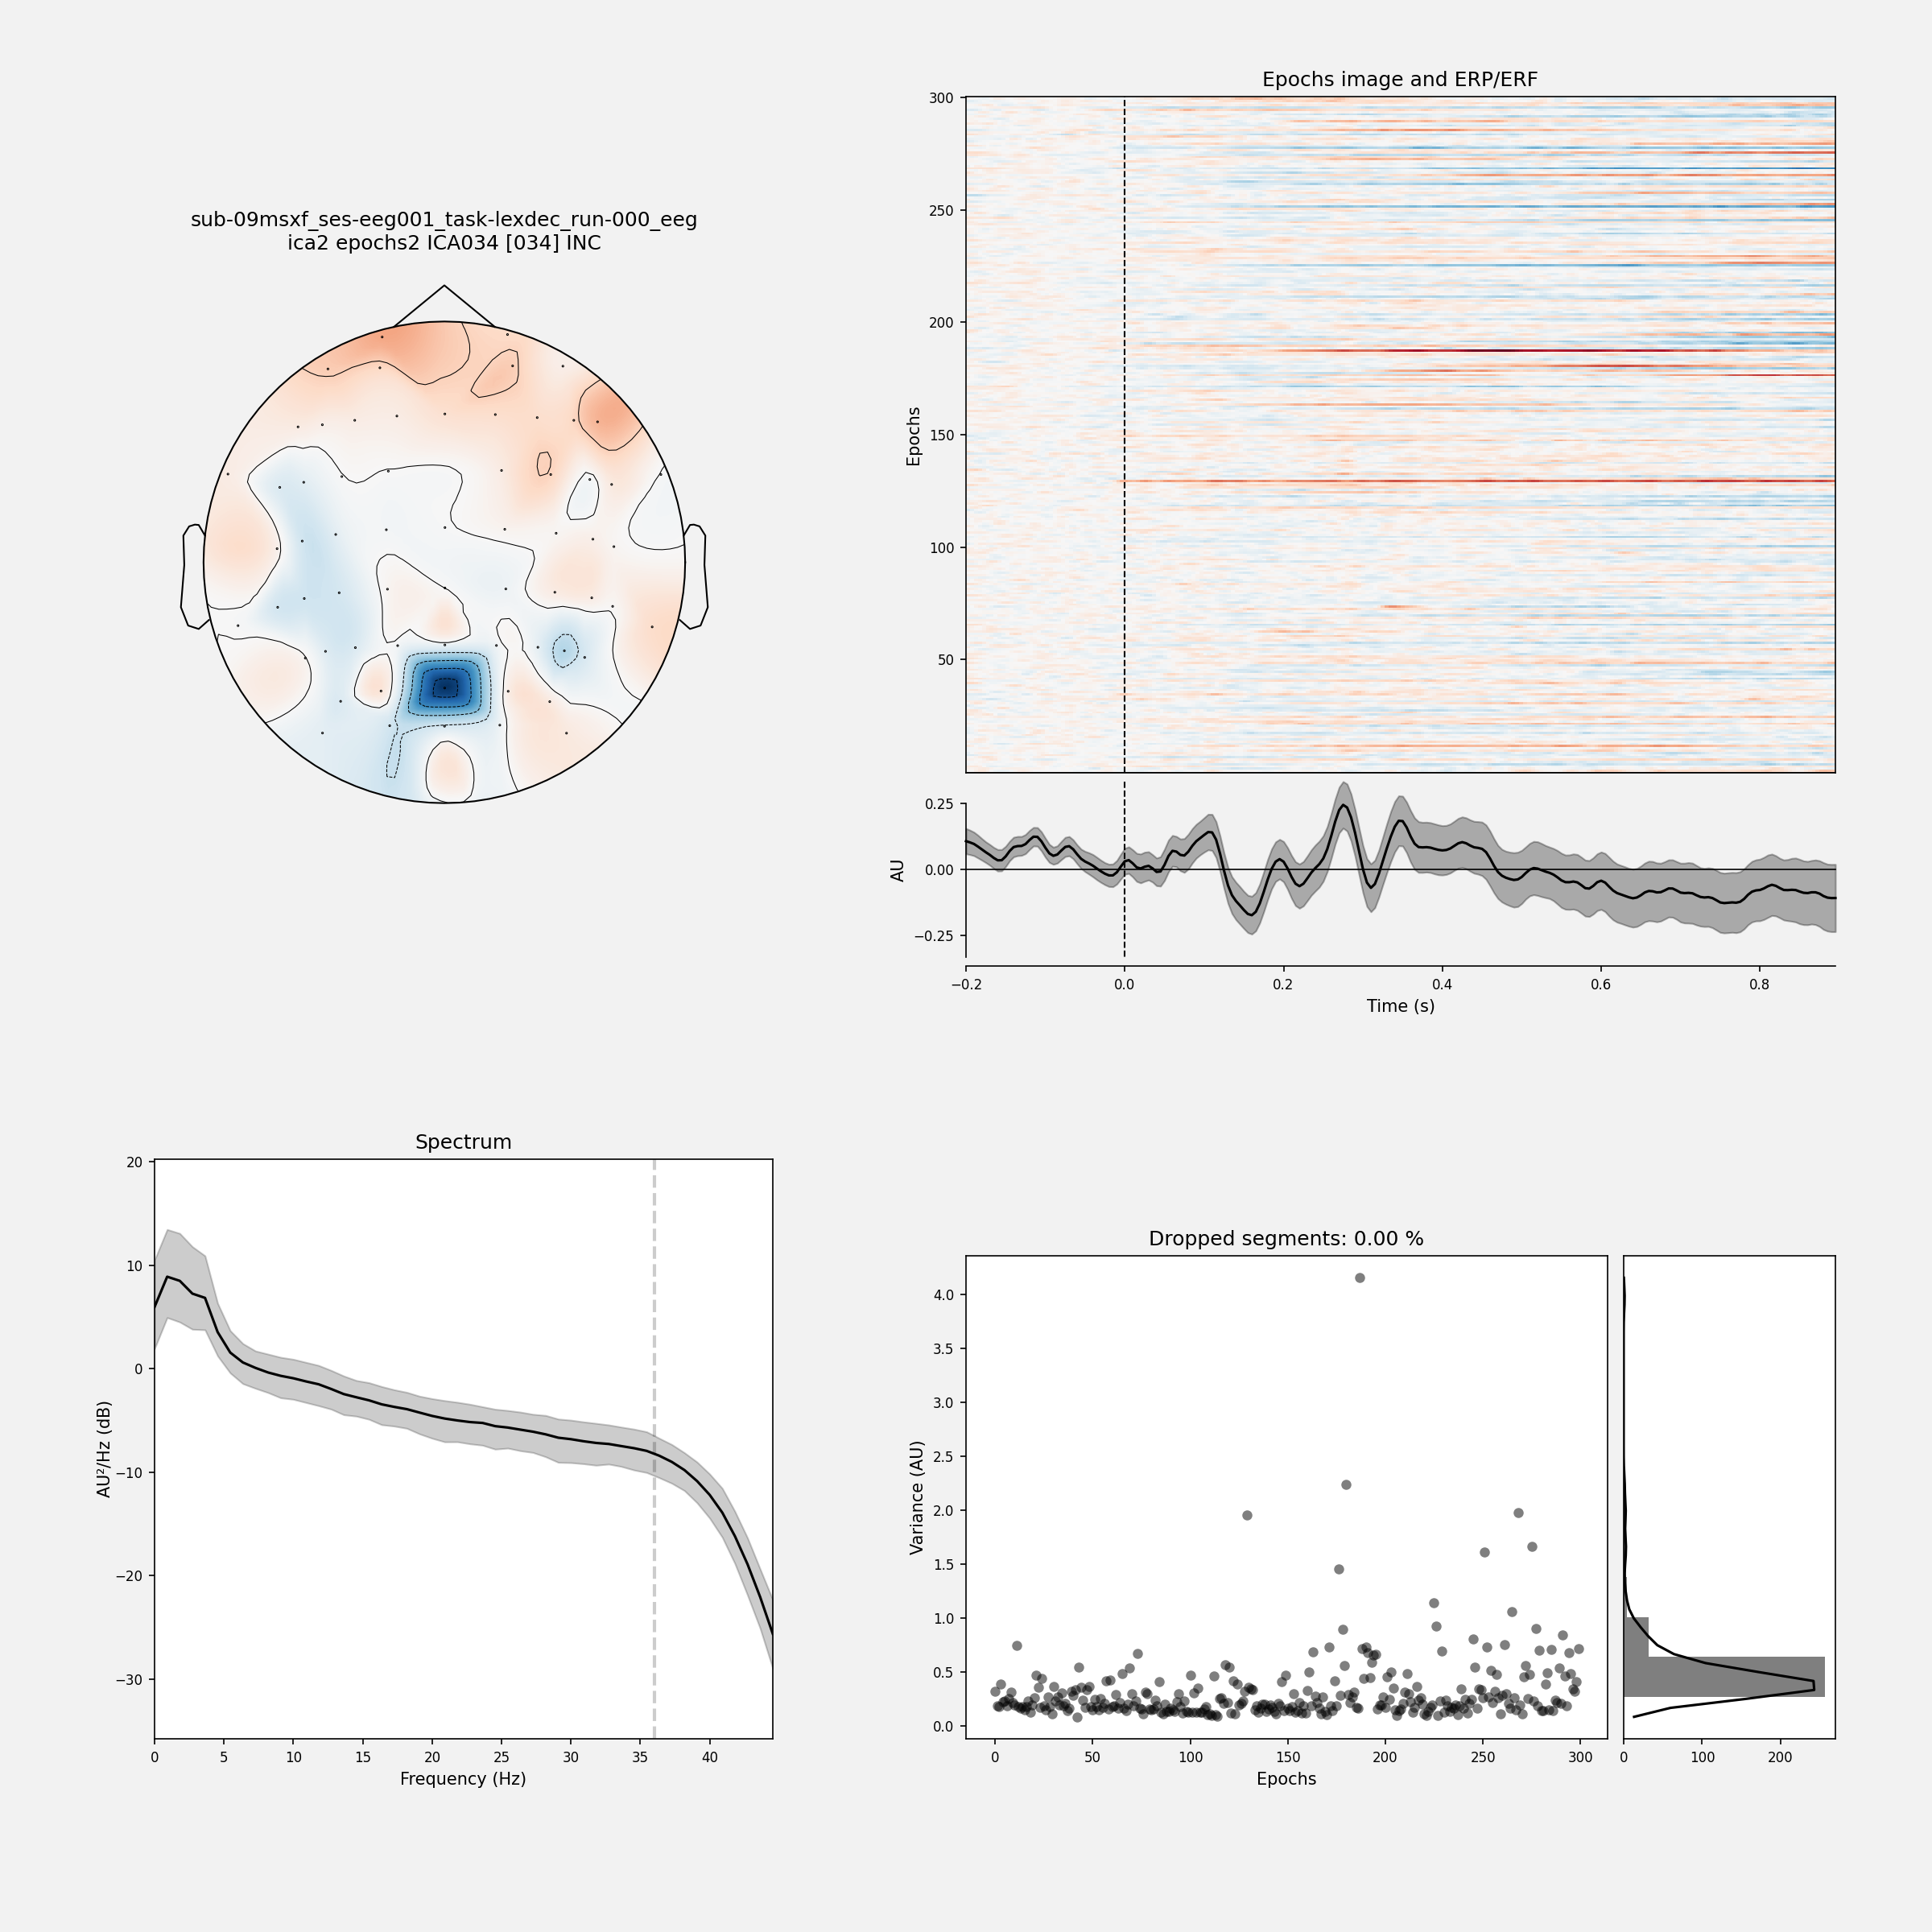 sub-09msxf_ses-eeg001_task-lexdec_run-000_eeg
ica2 epochs2 ICA034 [034] INC
Epochs image and ERP/ERF
300
250
200
150
100
50
Epochs
0.25
0.00
−0.25
AU
−0.2 0.0 0.2 0.4 0.6 0.8
Time (s)
Spectrum
20
10
0
−10
−20
−30
AU²/Hz (dB)
0 5 10 15 20 25 30 35 40
Frequency (Hz)
Dropped segments: 0.00 %
4.0
3.5
3.0
2.5
2.0
1.5
1.0
0.5
0.0
Variance (AU)
0 50 100 150 200 250 300
Epochs
0 100 200